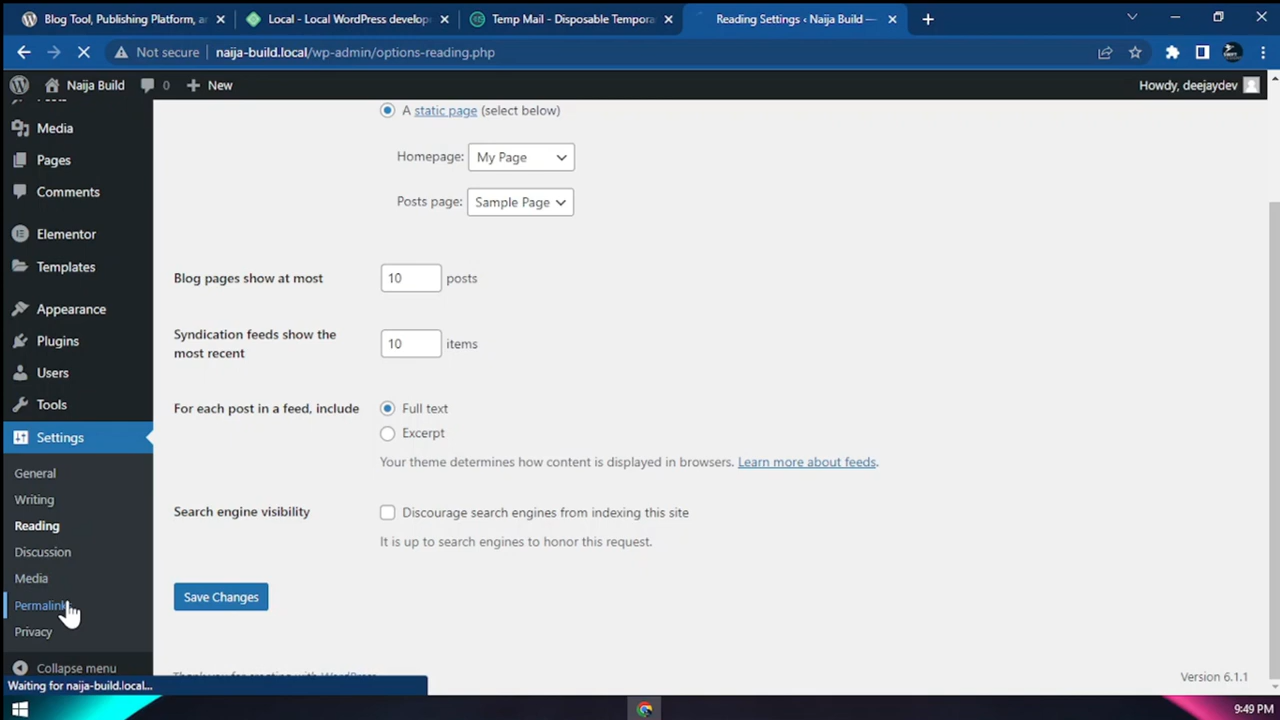 Blog Tool, Publishing Platform, a
Local - Local WordPress develop
Temp Mail - Disposable Tempora
Reading Settings ‹ Naija Build —
Not secure naija-build.local/wp-admin/options-reading.php
Naija Build 0 New Howdy, deejaydev
Posts
Media
Pages
Comments
Elementor
Templates
Appearance
Plugins
Users
Tools
Settings
General
Writing
Reading
Discussion
Media
Permalink
Privacy
Collapse menu
A static page (select below)
Homepage: My Page
Posts page: Sample Page
Blog pages show at most 10 posts
Syndication feeds show the most recent 10 items
For each post in a feed, include
Full text
Excerpt
Your theme determines how content is displayed in browsers. Learn more about feeds.
Search engine visibility
Discourage search engines from indexing this site
It is up to search engines to honor this request.
Save Changes
Thank you for creating with WordPress.
Version 6.1.1
Waiting for naija-build.local...
9:49 PM